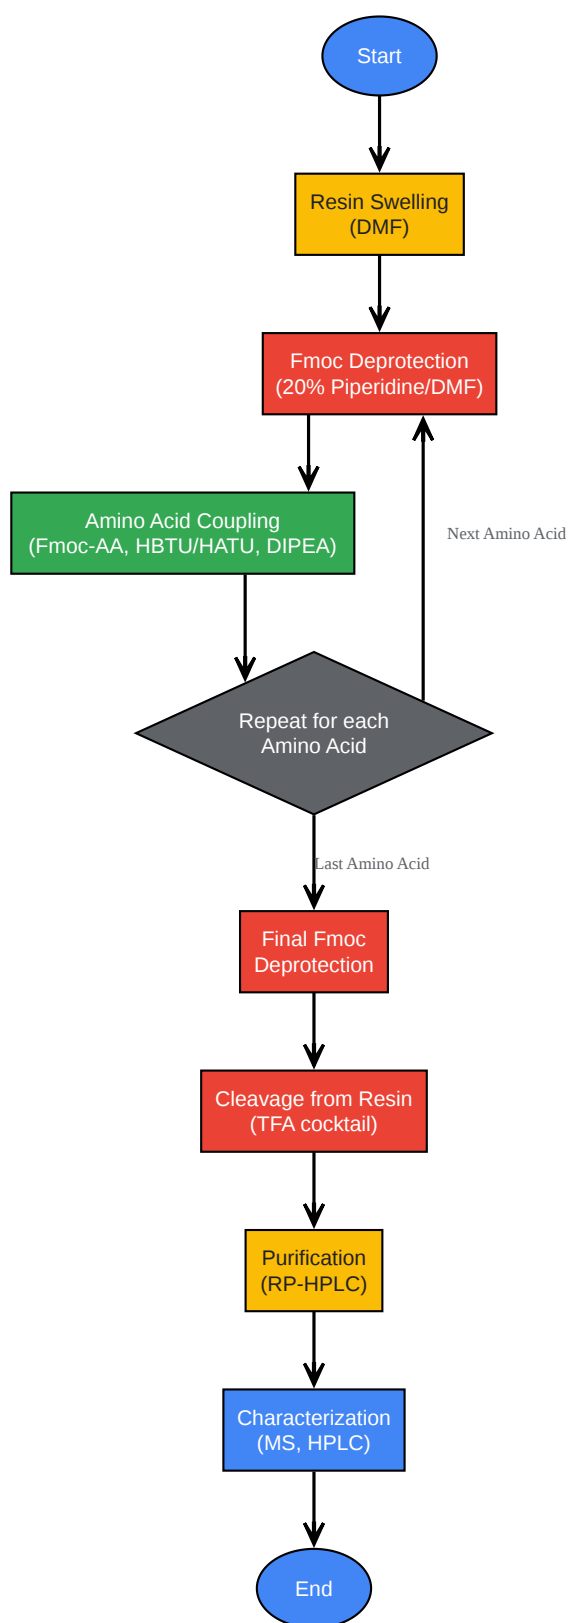 Start
Resin Swelling
(DMF)
Fmoc Deprotection
(20% Piperidine/DMF)
Amino Acid Coupling
(Fmoc-AA, HBTU/HATU, DIPEA)
Next Amino Acid
Repeat for each
Amino Acid
Last Amino Acid
Final Fmoc
Deprotection
Cleavage from Resin
(TFA cocktail)
Purification
(RP-HPLC)
Characterization
(MS, HPLC)
End